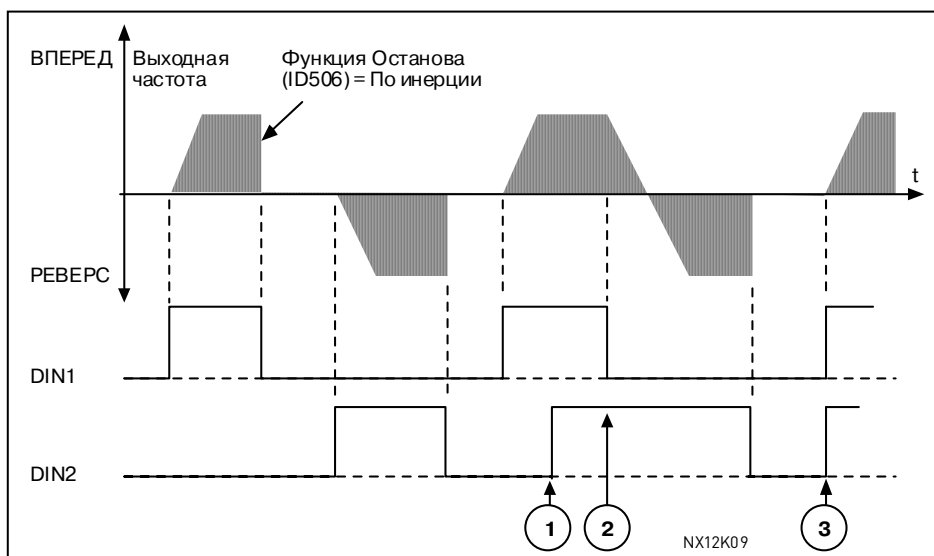 ВПЕРЕД
Выходная
частота
Функция Останова
(ID506) = По инерции
t
РЕВЕРС
DIN1
DIN2
1
2
3
NX12K09